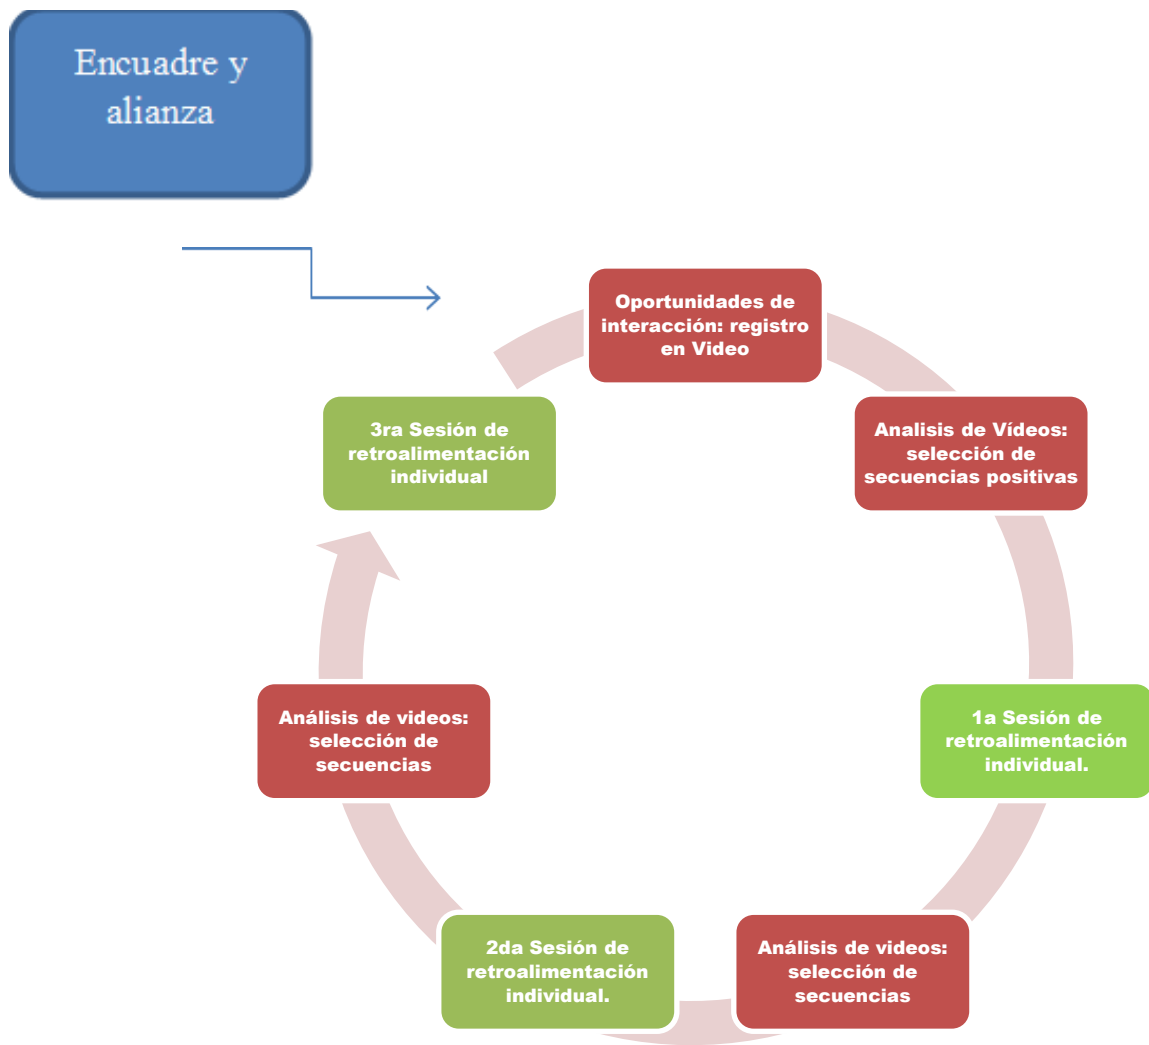 Encuadre y
alianza
Oportunidades de
interacción: registro
en Video
Analisis de Vídeos:
selección de
secuencias positivas
1a Sesión de
retroalimentación
individual.
Análisis de videos:
selección de
secuencias
2da Sesión de
retroalimentación
individual.
Análisis de videos:
selección de
secuencias
3ra Sesión de
retroalimentación
individual